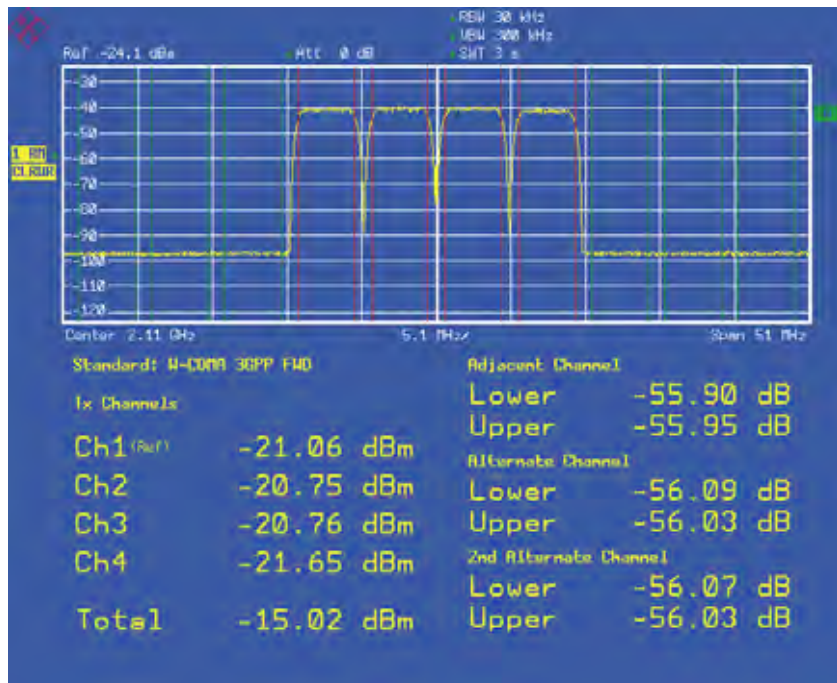 RBW 30 kHz
VBW 300 kHz
Ref -24.1 dBm Att 0 dB SWT 3 s
-30
-40
-50
1 RM
-60
CLRWR
-70
-80
-90
-100
-110
-120
Center 2.11 GHz 5.1 MHz/ Span 51 MHz
Standard: W-CDMA 3GPP FWD
Tx Channels
Ch1 (Ref) -21.06 dBm
Ch2 -20.75 dBm
Ch3 -20.76 dBm
Ch4 -21.65 dBm
Total -15.02 dBm
Adjacent Channel
Lower -55.90 dB
Upper -55.95 dB
Alternate Channel
Lower -56.09 dB
Upper -56.03 dB
2nd Alternate Channel
Lower -56.07 dB
Upper -56.03 dB